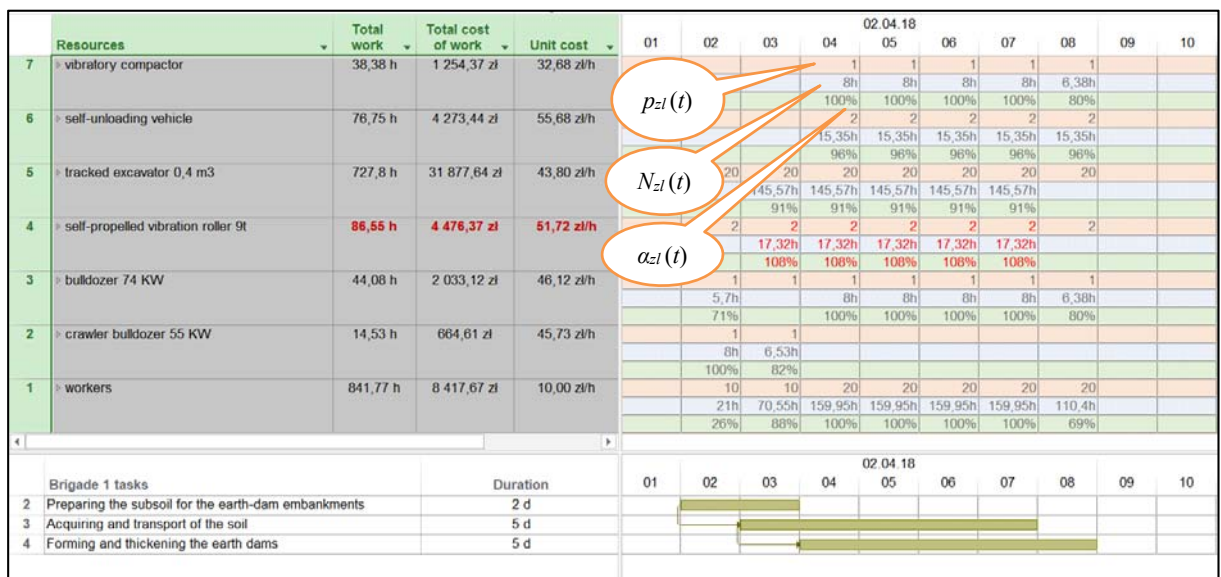 02.04.18
Resources Total work Total cost of work Unit cost 01 02 03 04 05 06 07 08 09 10
7 vibratory compactor 38,38 h 1 254,37 zł 32,68 zł/h 1 1 1 1 1
8h 8h 8h 8h 6,38h
100% 100% 100% 100% 80%
p_zl (t)
6 self-unloading vehicle 76,75 h 4 273,44 zł 55,68 zł/h 2 2 2 2 2
15,35h 15,35h 15,35h 15,35h 15,35h
96% 96% 96% 96% 96%
5 tracked excavator 0,4 m3 727,8 h 31 877,64 zł 43,80 zł/h 20 20 20 20 20 20 20
N_zl (t)
145,57h 145,57h 145,57h 145,57h 145,57h
91% 91% 91% 91% 91%
4 self-propelled vibration roller 9t 86,55 h 4 476,37 zł 51,72 zł/h 2 2 2 2 2 2 2
17,32h 17,32h 17,32h 17,32h 17,32h
α_zl (t)
108% 108% 108% 108% 108%
3 bulldozer 74 KW 44,08 h 2 033,12 zł 46,12 zł/h 1 1 1 1 1 1 1
5,7h 8h 8h 8h 8h 6,38h
71% 100% 100% 100% 100% 80%
2 crawler bulldozer 55 KW 14,53 h 664,61 zł 45,73 zł/h 1 1
8h 6,53h
100% 82%
1 workers 841,77 h 8 417,67 zł 10,00 zł/h 10 10 20 20 20 20 20
21h 70,55h 159,95h 159,95h 159,95h 159,95h 110,4h
26% 88% 100% 100% 100% 100% 69%
02.04.18
Brigade 1 tasks Duration 01 02 03 04 05 06 07 08 09 10
2 Preparing the subsoil for the earth-dam embankments 2 d
3 Acquiring and transport of the soil 5 d
4 Forming and thickening the earth dams 5 d